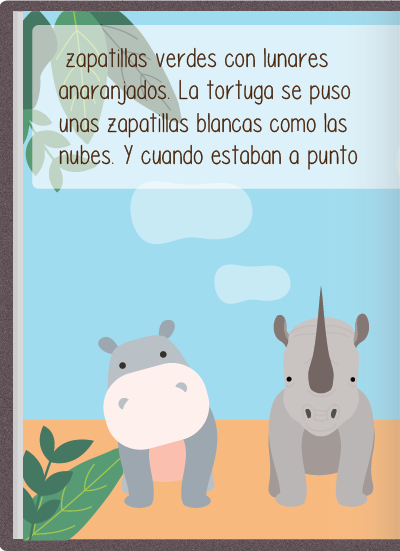 zapatillas verdes con lunares
anaranjados. La tortuga se puso
unas zapatillas blancas como las
nubes. Y cuando estaban a punto